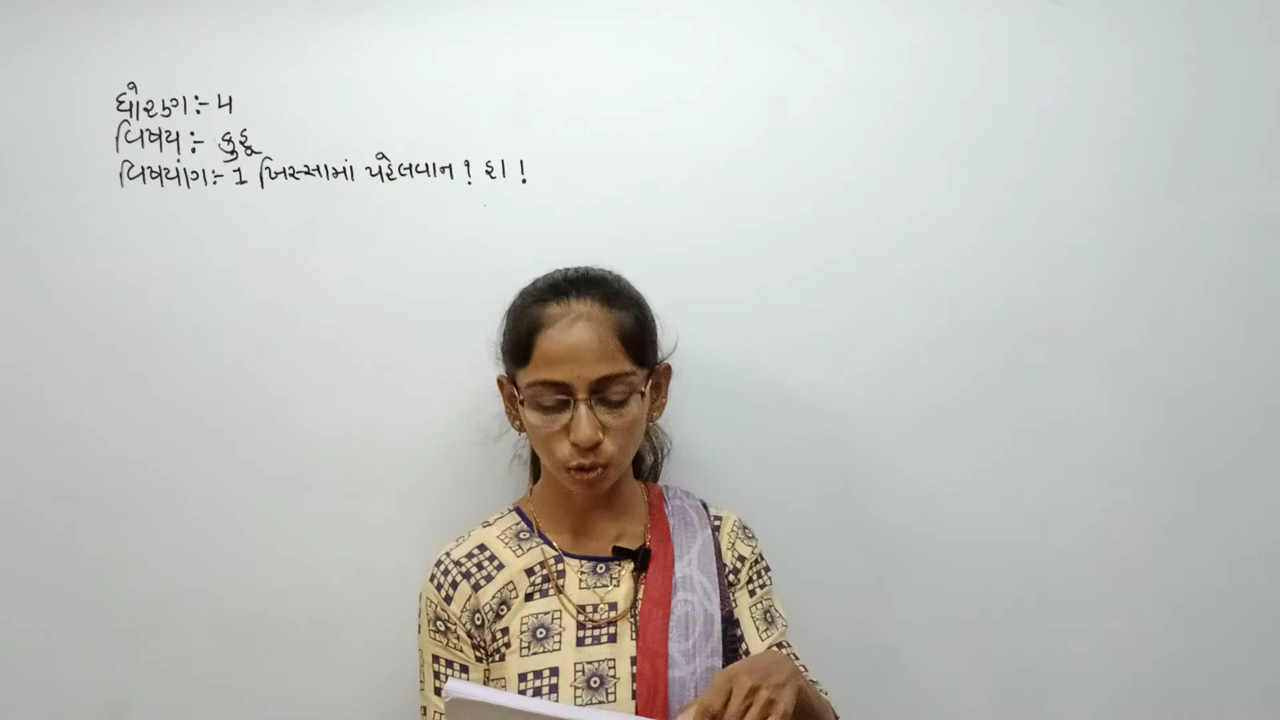 ધોરણ:- ૫
વિષય:- કુહૂ
વિષયાંગ:- 1 ખિસ્સામાં પહેલવાન ! હા !